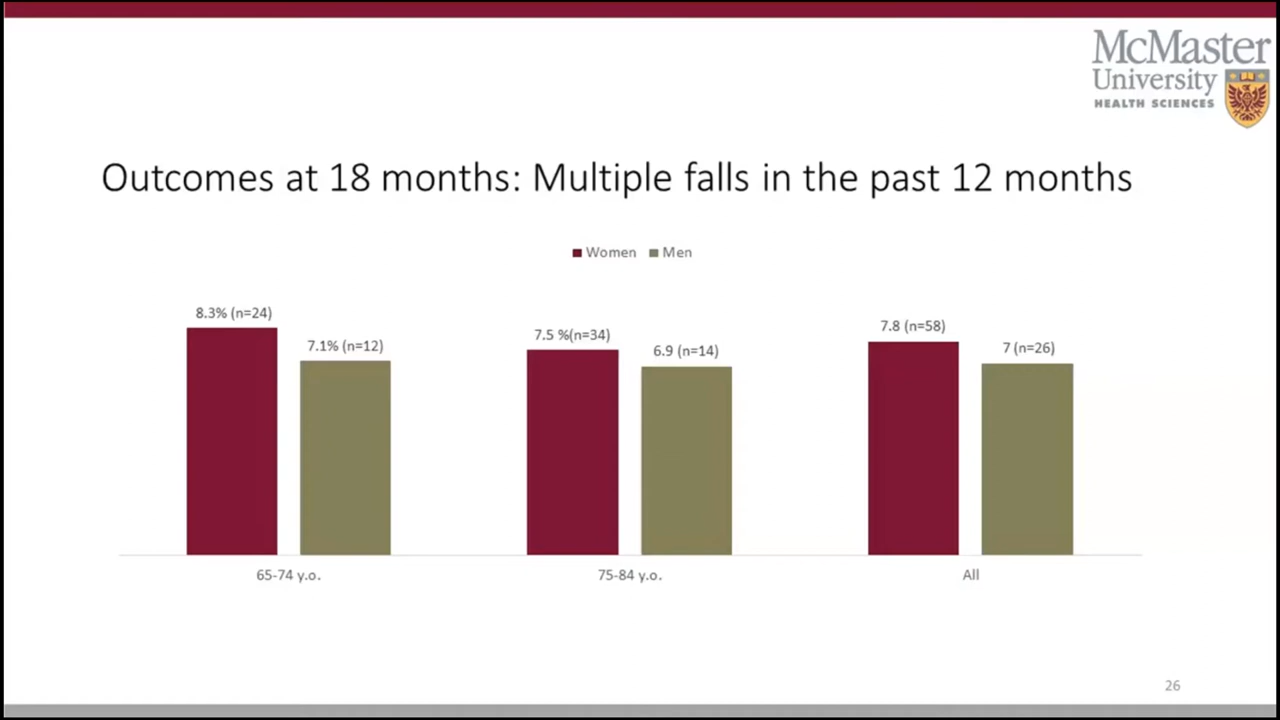 McMaster
University
HEALTH SCIENCES
Outcomes at 18 months: Multiple falls in the past 12 months
Women Men
8.3% (n=24)
7.1% (n=12)
7.5 %(n=34)
6.9 (n=14)
7.8 (n=58)
7 (n=26)
65-74 y.o.
75-84 y.o.
All
26